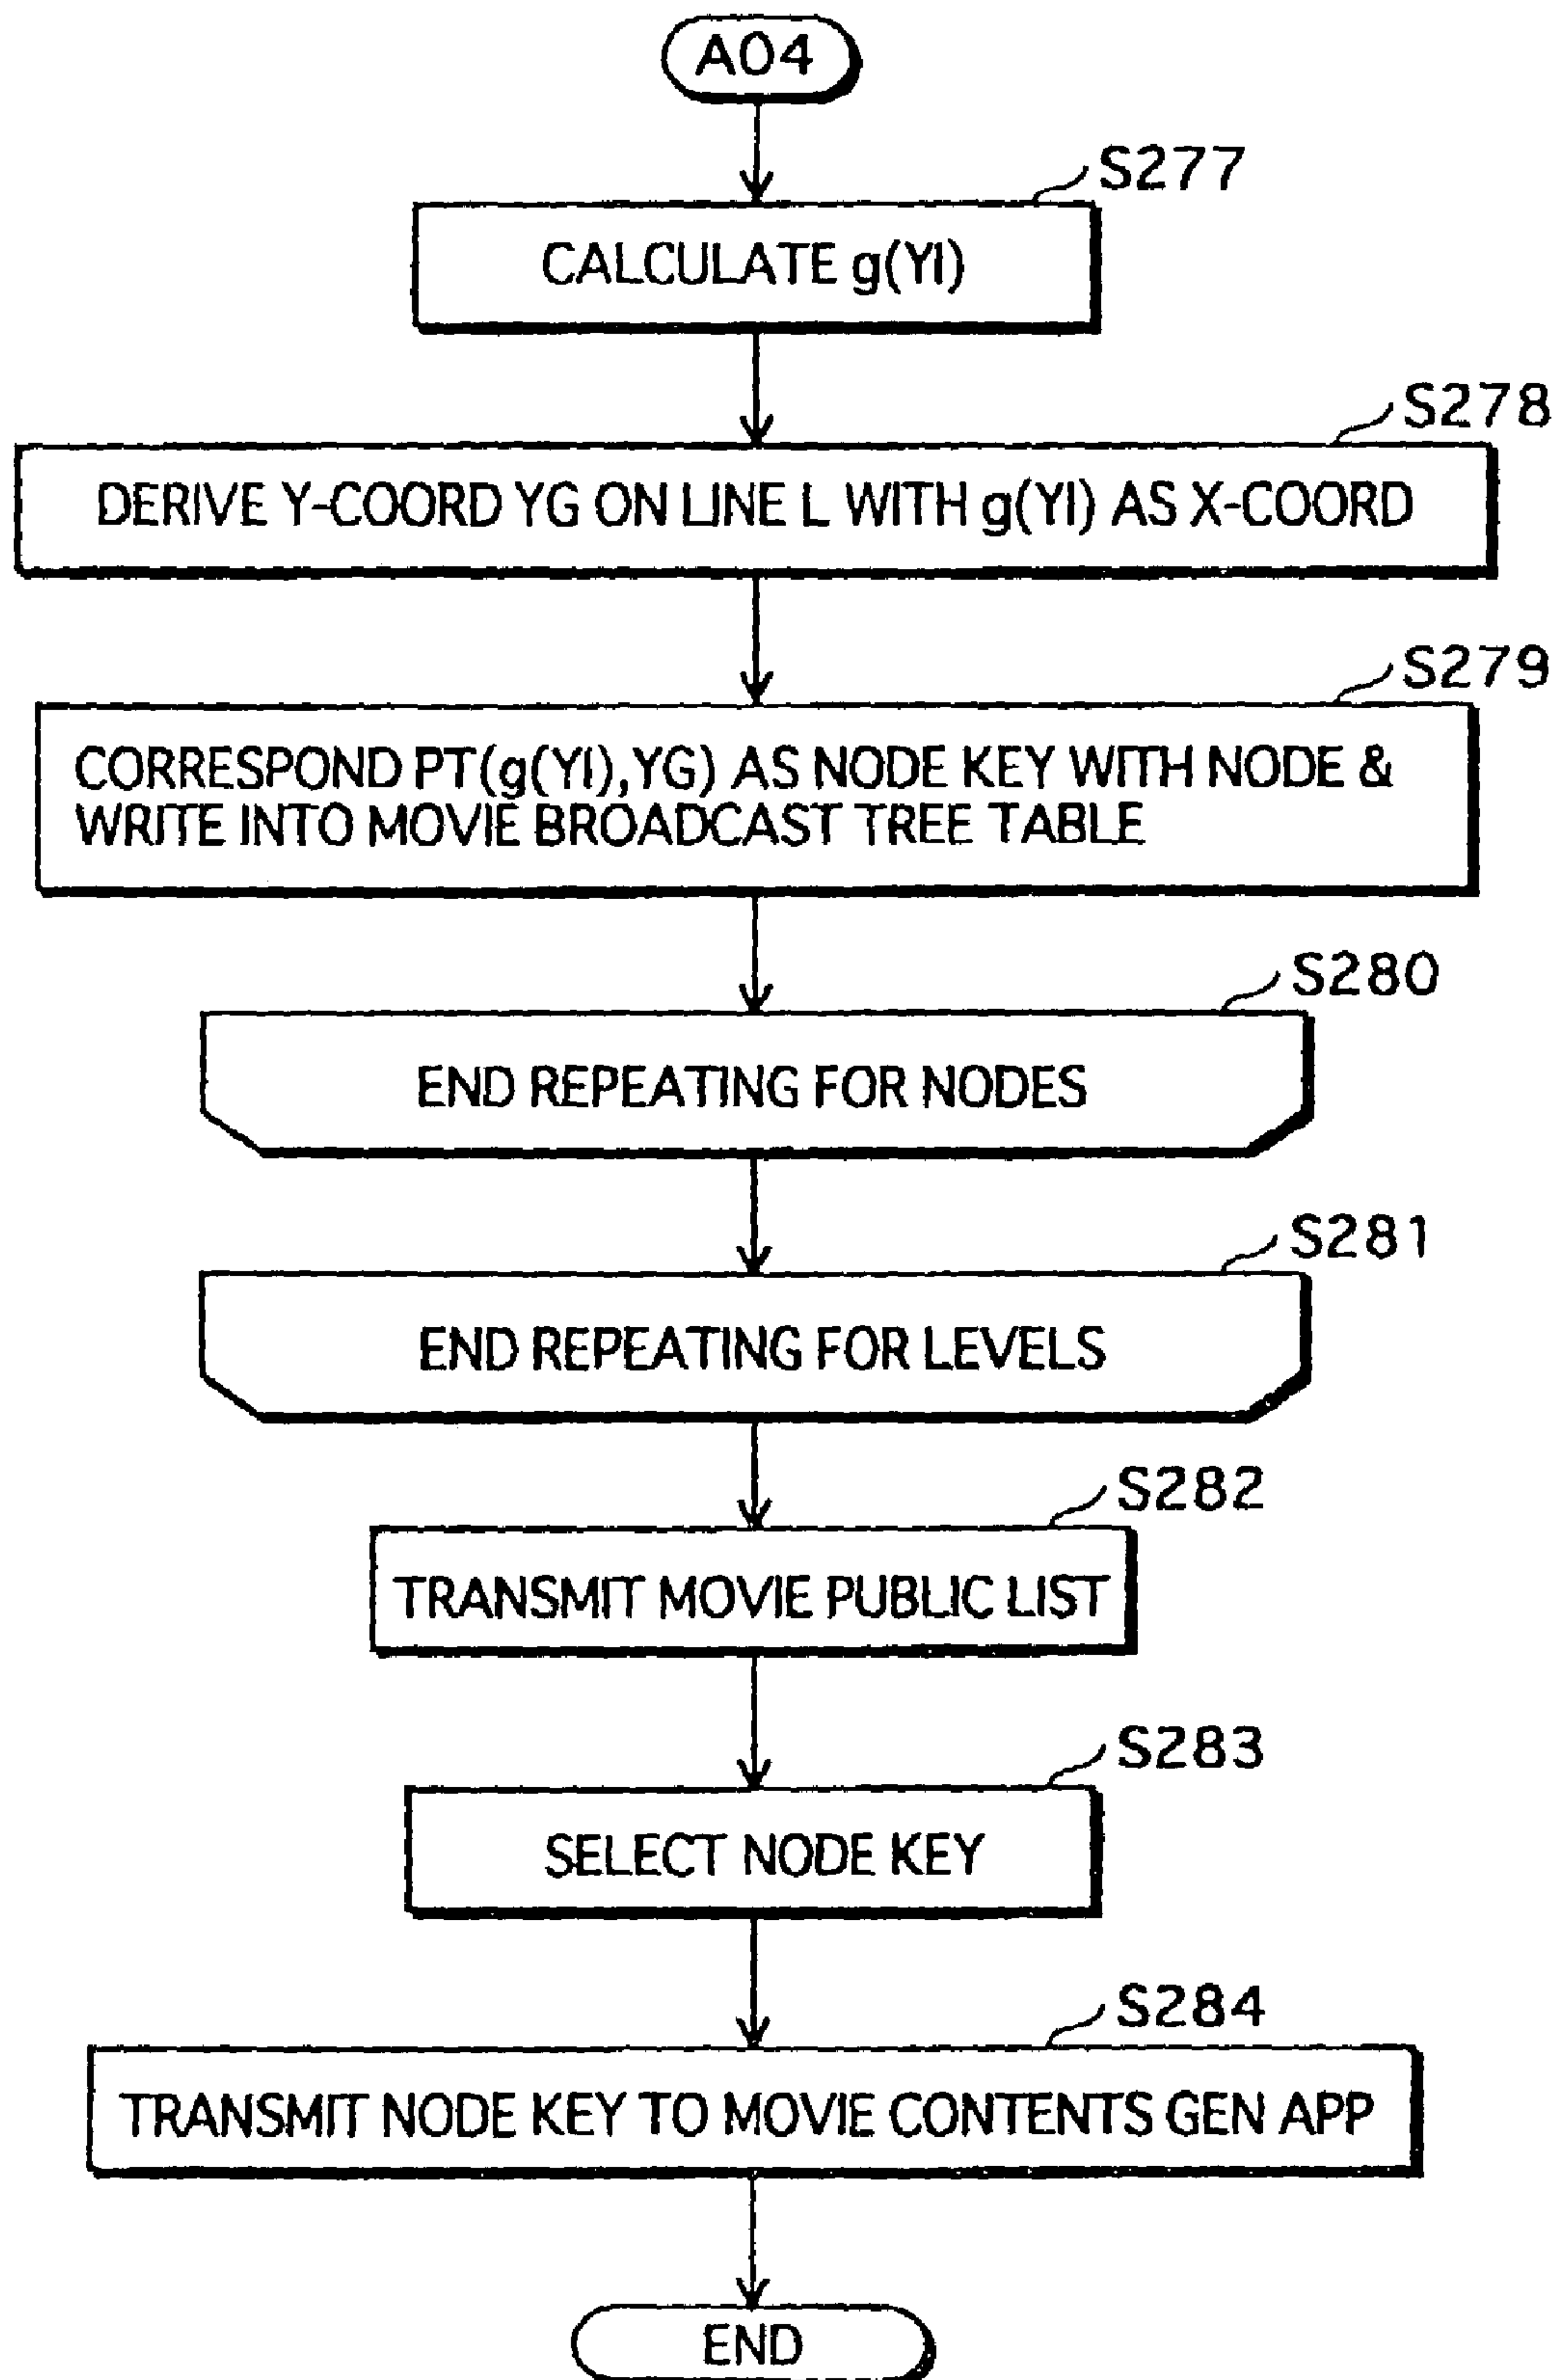 A04
S277
CALCULATE g(YI)
S278
DERIVE Y-COORD YG ON LINE L WITH g(YI) AS X-COORD
S279
CORRESPOND PT(g(YI),YG) AS NODE KEY WITH NODE &
WRITE INTO MOVIE BROADCAST TREE TABLE
S280
END REPEATING FOR NODES
S281
END REPEATING FOR LEVELS
S282
TRANSMIT MOVIE PUBLIC LIST
S283
SELECT NODE KEY
S284
TRANSMIT NODE KEY TO MOVIE CONTENTS GEN APP
END